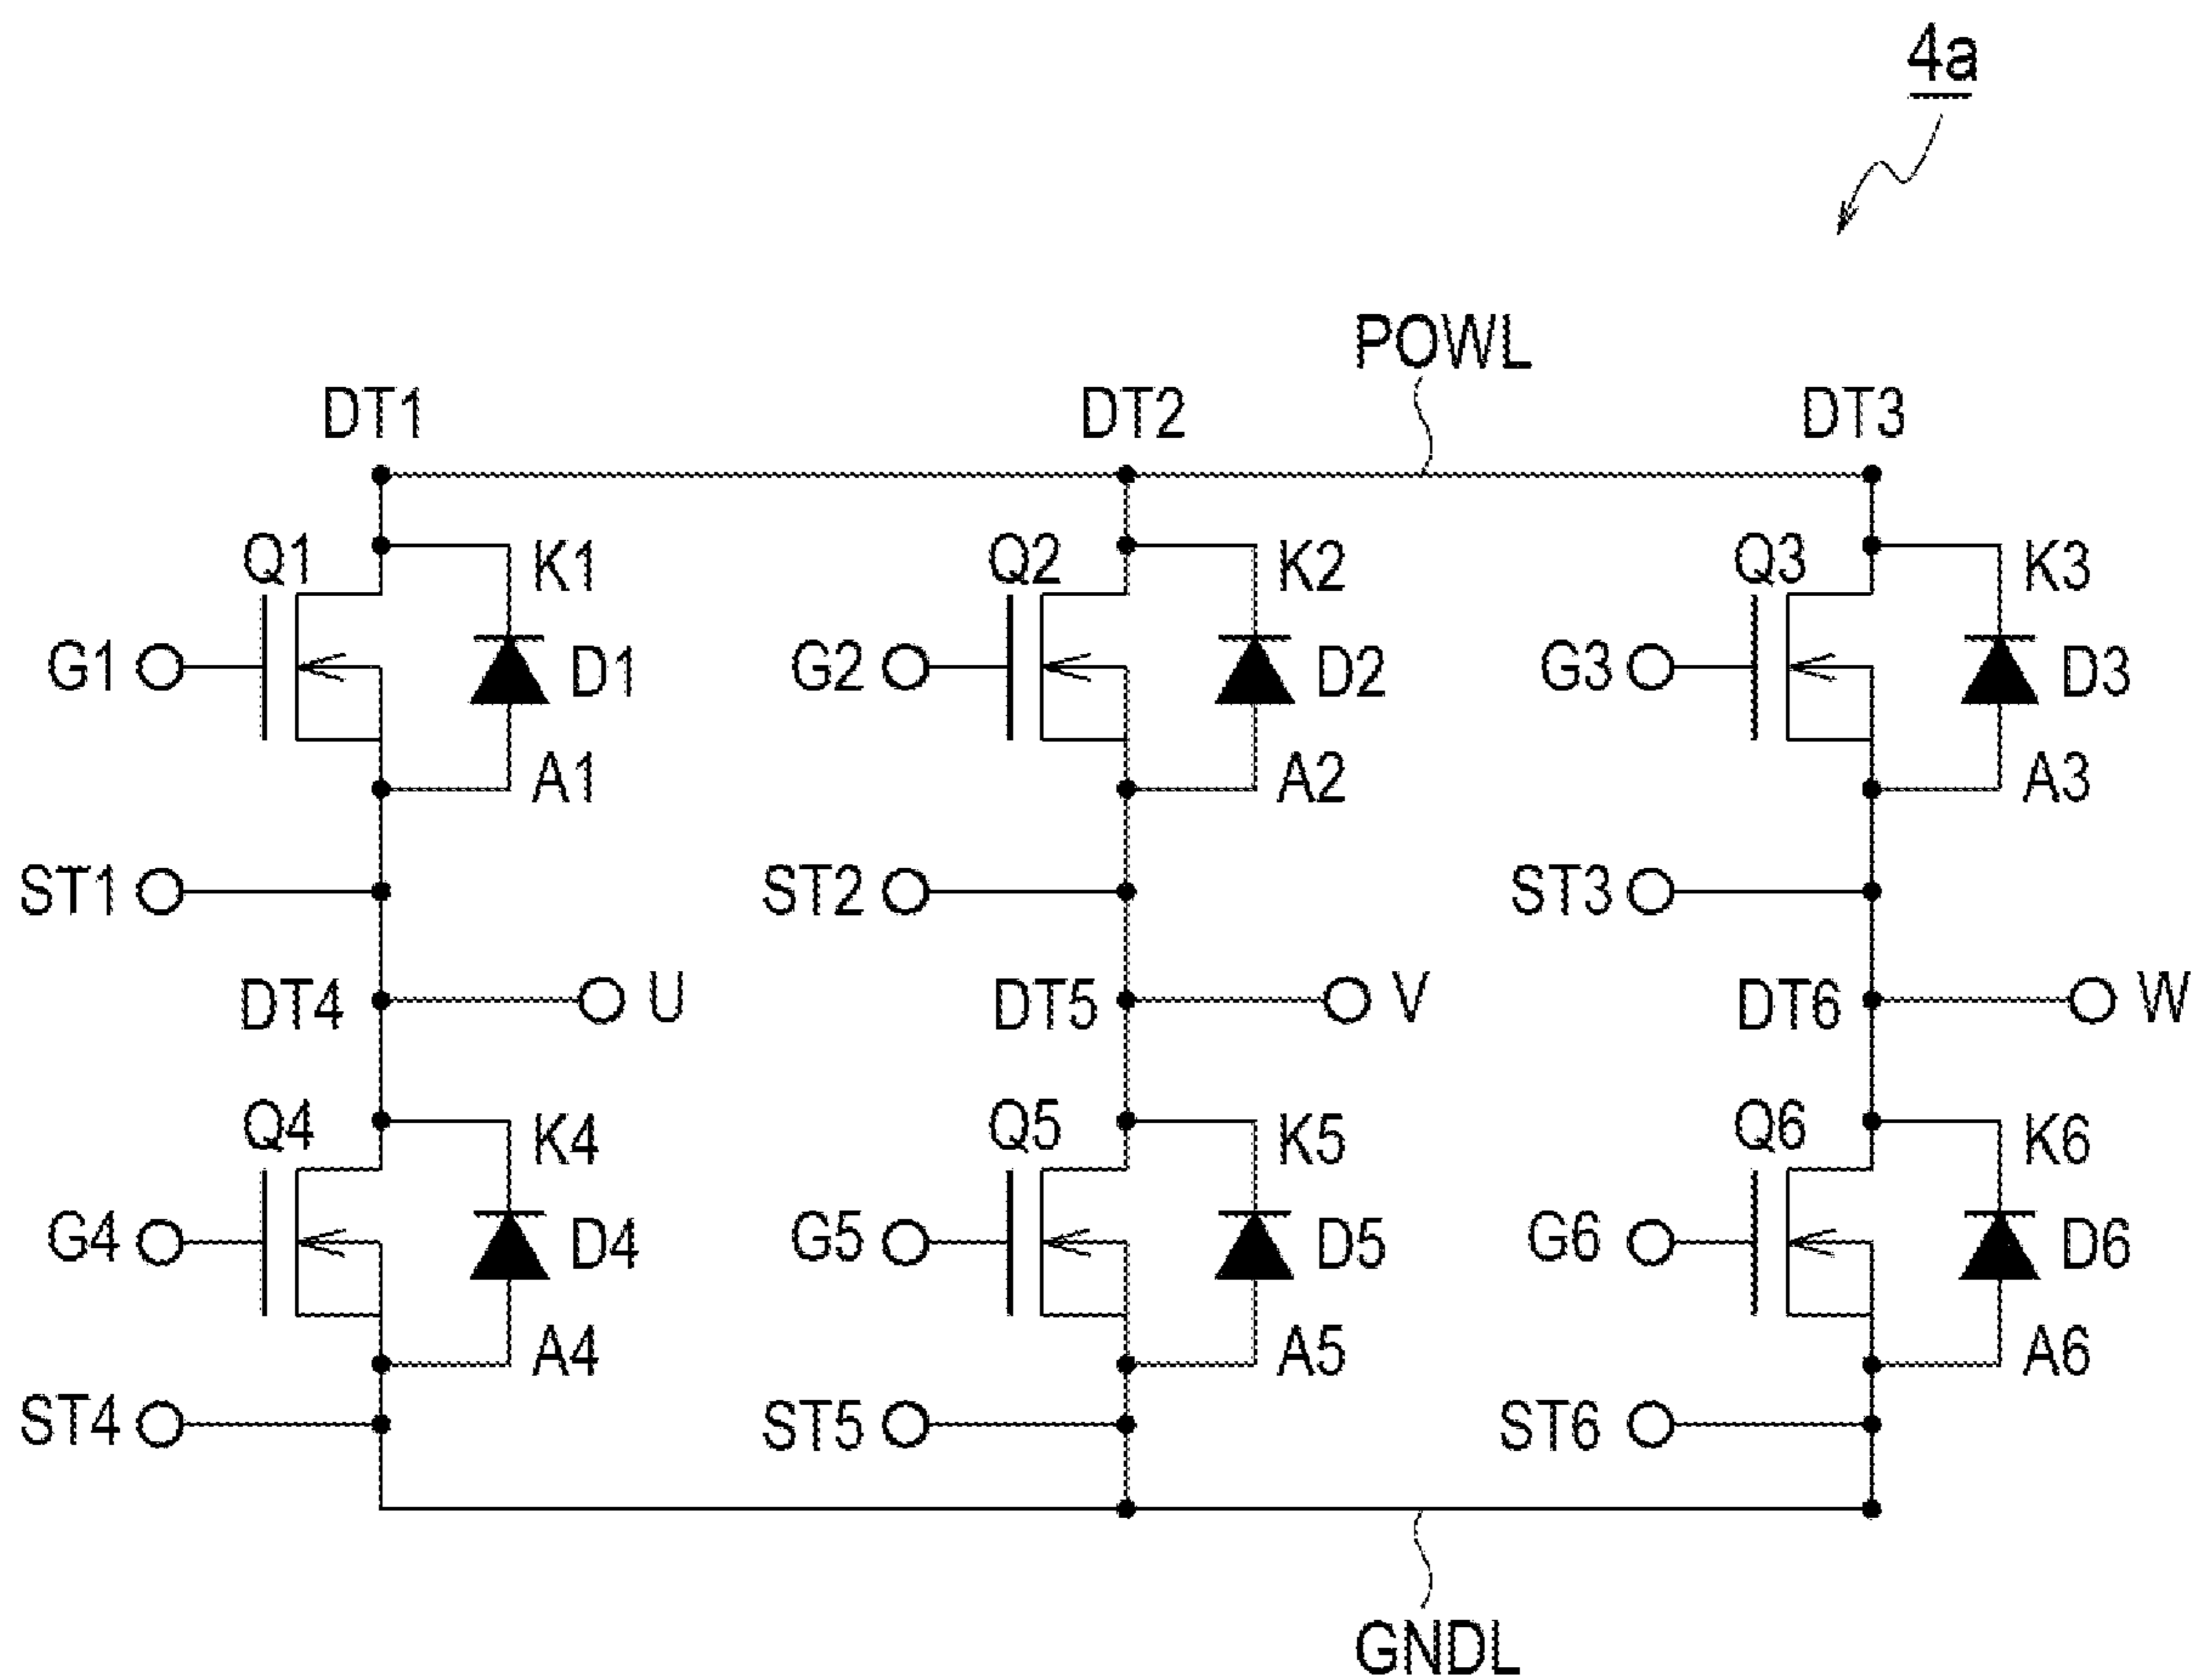 4a
POWL
DT1 DT2 DT3
Q1 K1 Q2 K2 Q3 K3
G1 D1 G2 D2 G3 D3
A1 A2 A3
ST1 ST2 ST3
DT4 U DT5 V DT6 W
Q4 K4 Q5 K5 Q6 K6
G4 D4 G5 D5 G6 D6
A4 A5 A6
ST4 ST5 ST6
GNDL